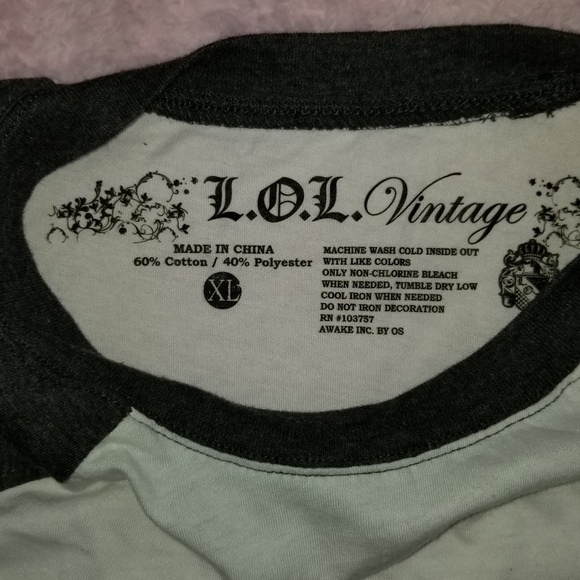 L.O.L. Vintage
MADE IN CHINA
60% Cotton / 40% Polyester
XL
MACHINE WASH COLD INSIDE OUT
WITH LIKE COLORS
ONLY NON-CHLORINE BLEACH
WHEN NEEDED, TUMBLE DRY LOW
COOL IRON WHEN NEEDED
DO NOT IRON DECORATION
RN #103757
AWAKE INC. BY OS